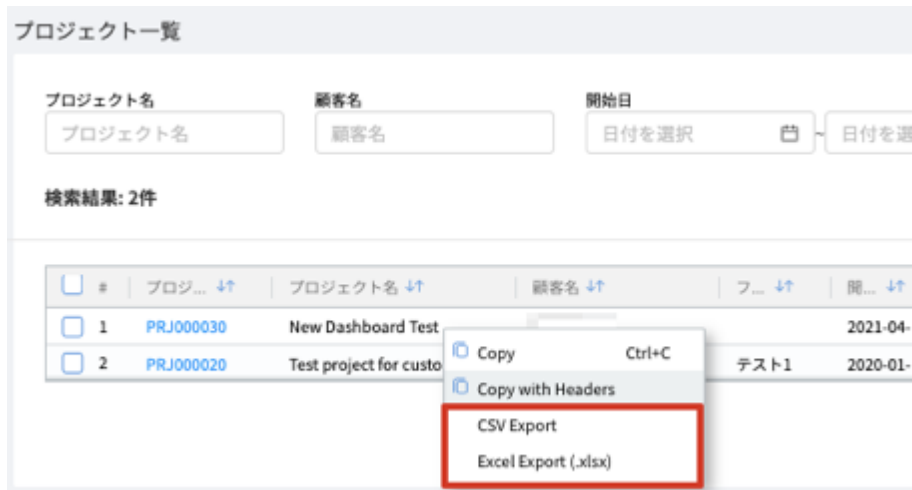 プロジェクト一覧
プロジェクト名 顧客名 開始日
プロジェクト名 顧客名 日付を選択 ~ 日付を選
検索結果: 2件
# プロジ... プロジェクト名 顧客名 フ... 開...
1 PRJ000030 New Dashboard Test 2021-04-
2 PRJ000020 Test project for custo テスト1 2020-01-
Copy Ctrl+C
Copy with Headers
CSV Export
Excel Export (.xlsx)